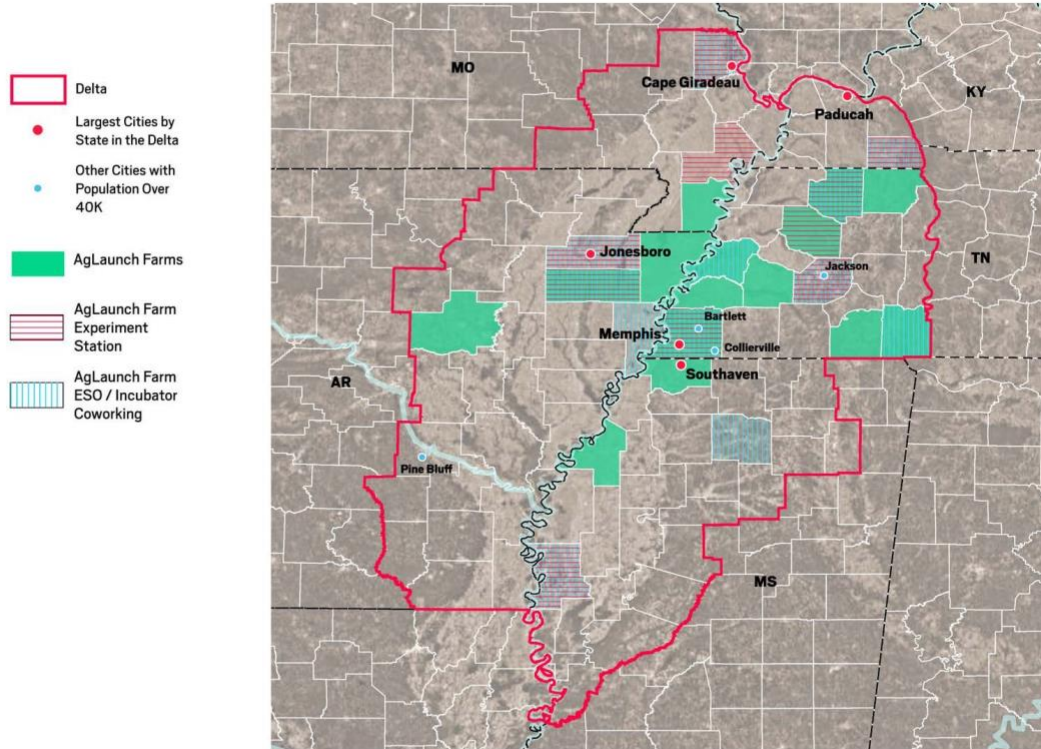 Delta
Largest Cities by
State in the Delta
Other Cities with
Population Over
40K
AgLaunch Farms
AgLaunch Farm
Experiment
Station
AgLaunch Farm
ESO / Incubator
Coworking
MO
Cape Giradeau
KY
Paducah
Jonesboro
TN
Jackson
Bartlett
Memphis
Collierville
Southaven
AR
Pine Bluff
MS